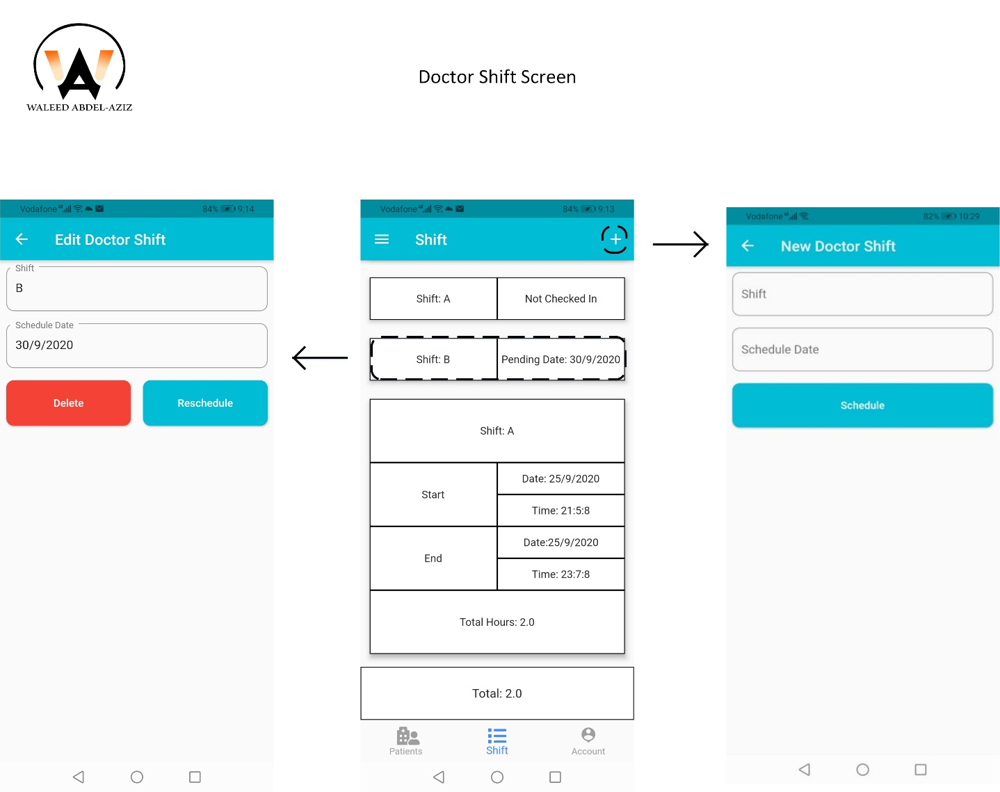 WALEED ABDEL-AZIZ
Doctor Shift Screen
Vodafone 84% 9:14
Edit Doctor Shift
Shift
B
Schedule Date
30/9/2020
Delete Reschedule
Vodafone 84% 9:13
Shift +
Shift: A Not Checked In
Shift: B Pending Date: 30/9/2020
Shift: A
Start
Date: 25/9/2020
Time: 21:5:8
End
Date:25/9/2020
Time: 23:7:8
Total Hours: 2.0
Total: 2.0
Patients Shift Account
Vodafone 82% 10:29
New Doctor Shift
Shift
Schedule Date
Schedule